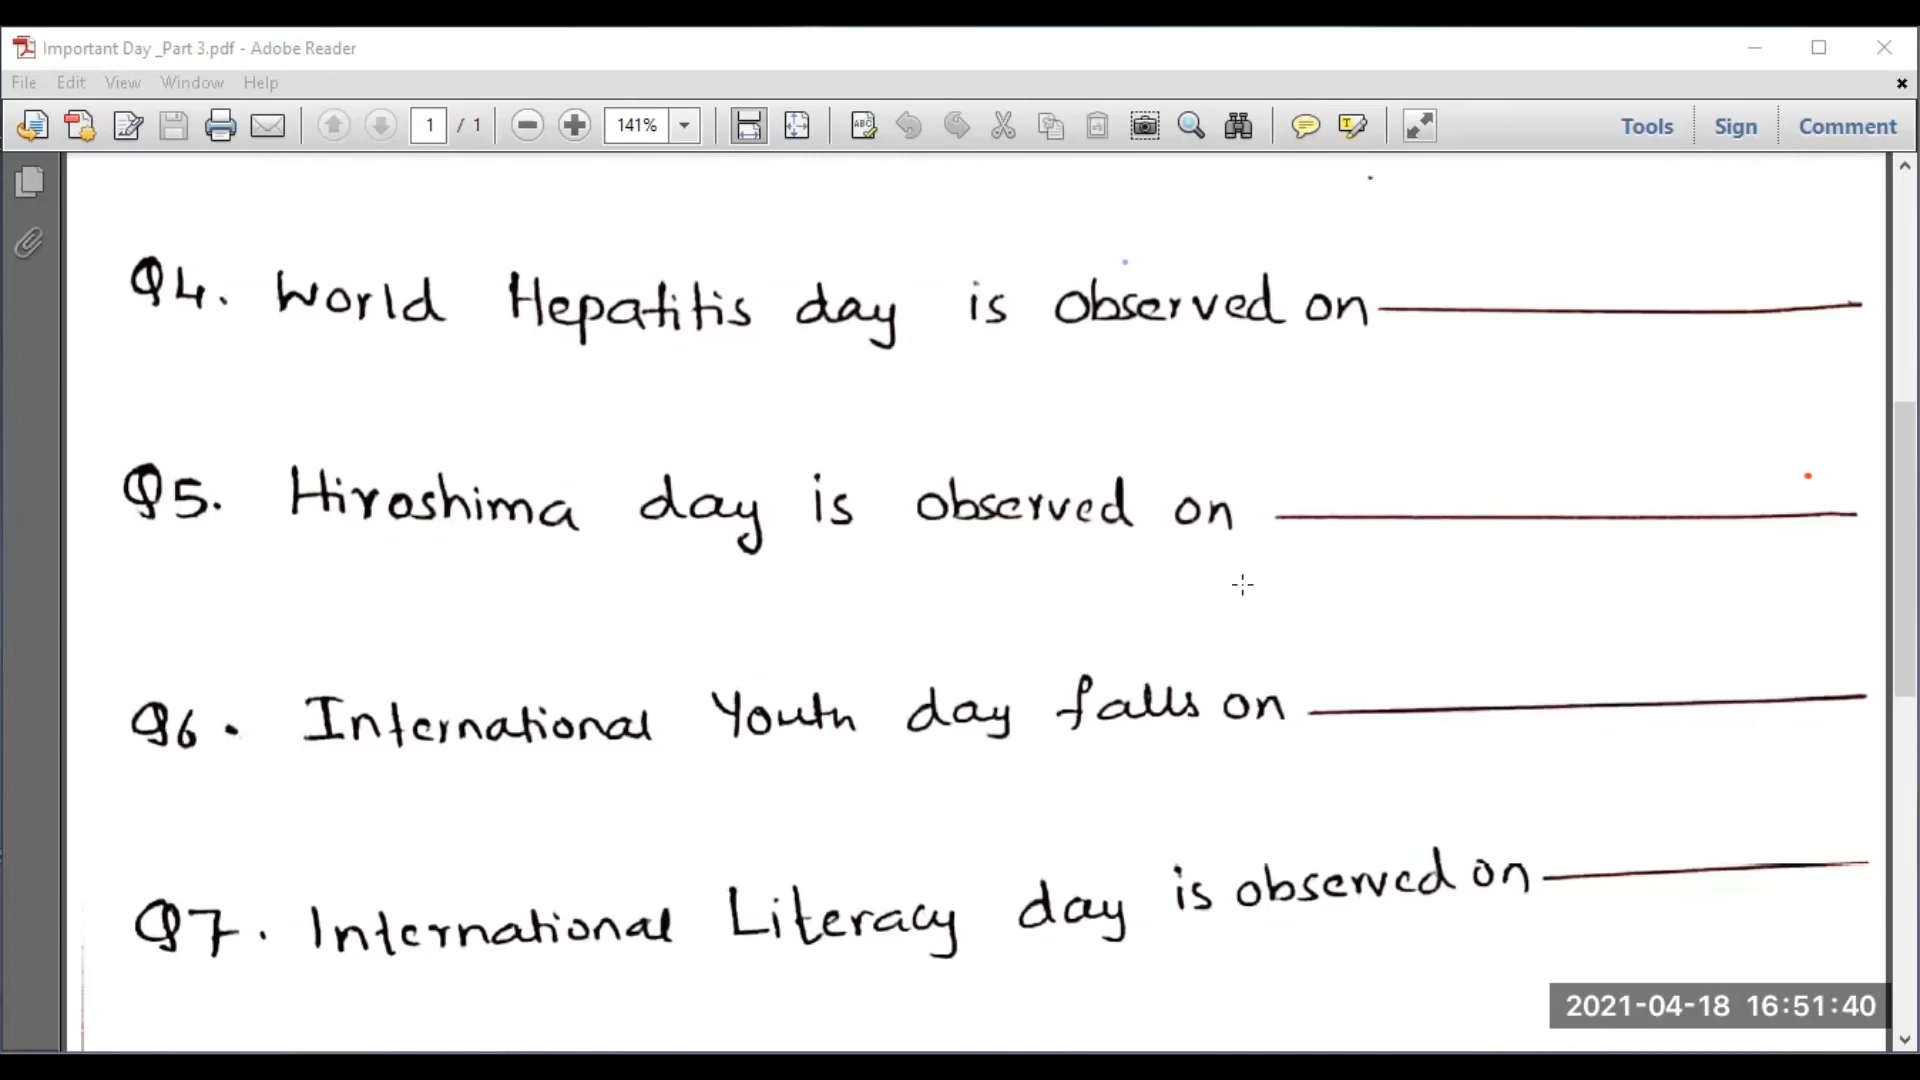 Important Day _Part 3.pdf - Adobe Reader
File Edit View Window Help
1 / 1 141% Tools Sign Comment
Q4. World Hepatitis day is observed on
Q5. Hiroshima day is observed on
Q6. International Youth day falls on
Q7. International Literacy day is observed on
2021-04-18 16:51:40